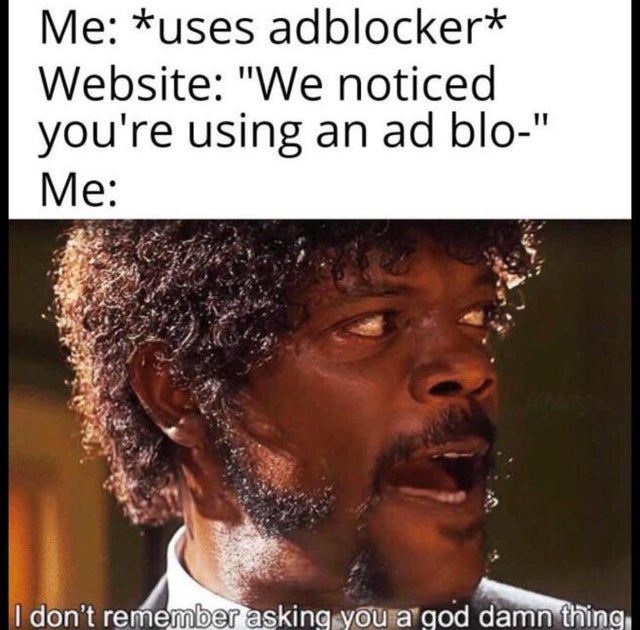 Me: *uses adblocker*
Website: "We noticed
you're using an ad blo-"
Me:
I don't remember asking you a god damn thing